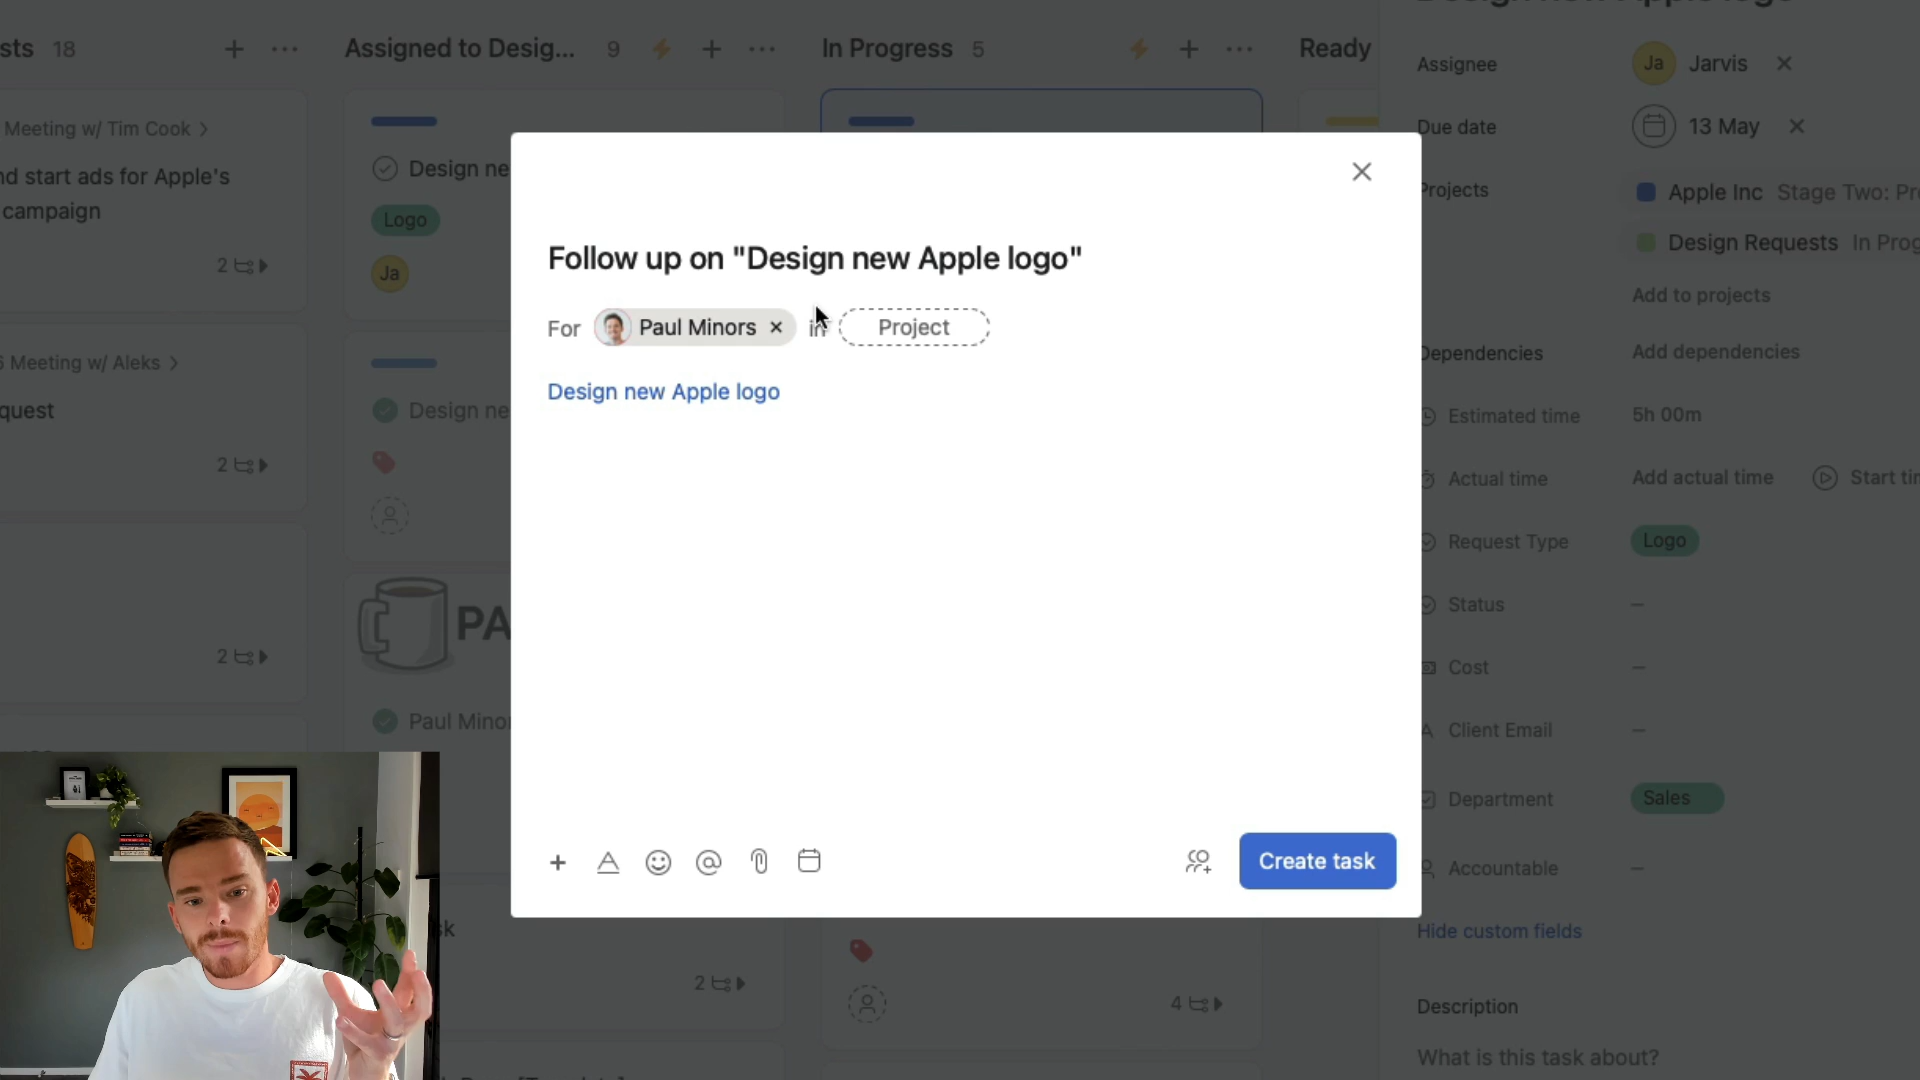 sts 18
Assigned to Desig... 9
In Progress 5
Ready
Meeting w/ Tim Cook
nd start ads for Apple's
campaign
2
Design ne
Logo
Ja
Meeting w/ Aleks
quest
2
Design ne
2
PA
Paul Minor
sk
2
4
Follow up on "Design new Apple logo"
For Paul Minors × in Project
Design new Apple logo
Create task
Assignee
Ja Jarvis
Due date
13 May
Projects
Apple Inc Stage Two: Pr
Design Requests In Prog
Add to projects
Dependencies
Add dependencies
Estimated time
5h 00m
Actual time
Add actual time
Start tim
Request Type
Logo
Status
—
Cost
—
Client Email
—
Department
Sales
Accountable
—
Hide custom fields
Description
What is this task about?